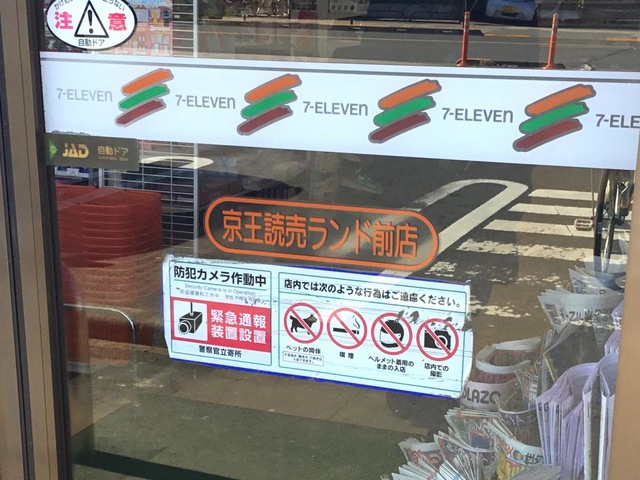 注意
自動ドア
7-ELEVEN 7-ELEVEN 7-ELEVEN 7-ELEVEN 7-ELE
JAD 自動ドア
京王読売ランド前店
防犯カメラ作動中
Security Camera is in Operation
緊急通報
装置設置
警察官立寄所
店内では次のような行為はご遠慮ください。
ペットの同伴
喫煙
ヘルメット着用の
ままの入店
店内での
撮影